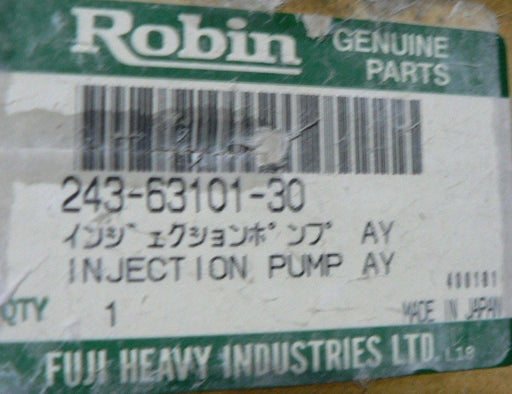 Robin
GENUINE
PARTS
243-63101-30
インジェクションポンプ AY
INJECTION PUMP AY
QTY 1
MADE IN JAPAN
FUJI HEAVY INDUSTRIES LTD. L18